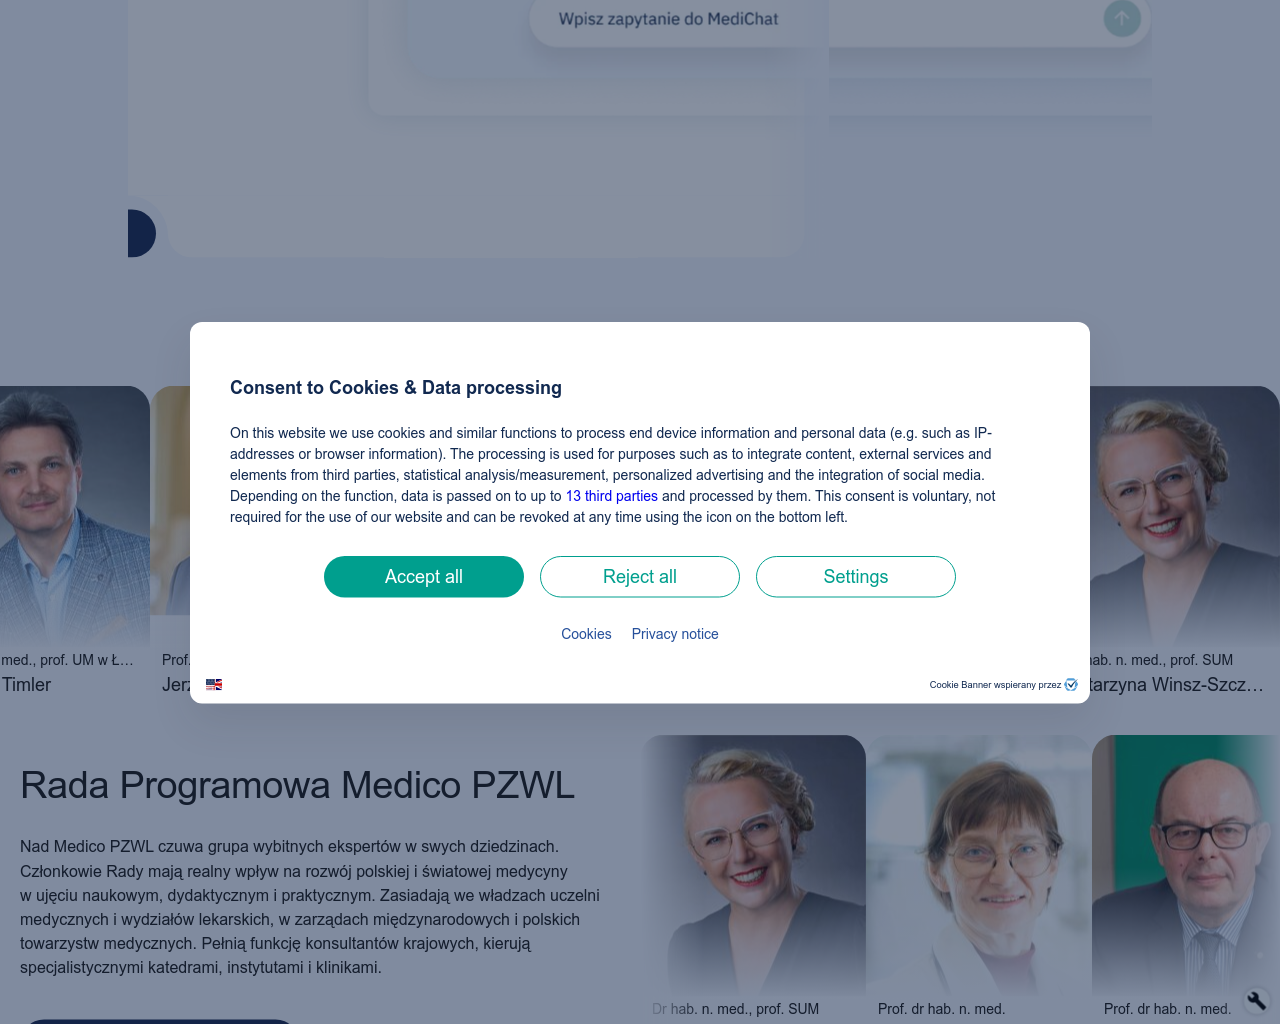 Wpisz zapytanie do MediChat
Consent to Cookies & Data processing
On this website we use cookies and similar functions to process end device information and personal data (e.g. such as IP-
addresses or browser information). The processing is used for purposes such as to integrate content, external services and
elements from third parties, statistical analysis/measurement, personalized advertising and the integration of social media.
Depending on the function, data is passed on to up to 13 third parties and processed by them. This consent is voluntary, not
required for the use of our website and can be revoked at any time using the icon on the bottom left.
Accept all Reject all Settings
Cookies Privacy notice
Cookie Banner wspierany przez
med., prof. UM w Ł… Prof. hab. n. med., prof. SUM
Timler Winsz-Szcz…
Rada Programowa Medico PZWL
Nad Medico PZWL czuwa grupa wybitnych ekspertów w swych dziedzinach.
Członkowie Rady mają realny wpływ na rozwój polskiej i światowej medycyny
w ujęciu naukowym, dydaktycznym i praktycznym. Zasiadają we władzach uczelni
medycznych i wydziałów lekarskich, w zarządach międzynarodowych i polskich
towarzystw medycznych. Pełnią funkcję konsultantów krajowych, kierują
specjalistycznymi katedrami, instytutami i klinikami.
Dr hab. n. med., prof. SUM Prof. dr hab. n. med. Prof. dr hab. n. med.